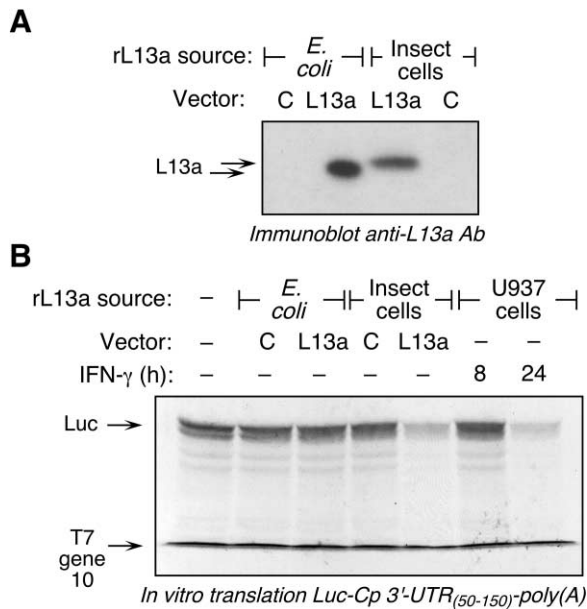 A
rL13a source: E. coli Insect cells
Vector: C L13a L13a C
L13a
Immunoblot anti-L13a Ab
B
rL13a source: – E. coli Insect cells U937 cells
Vector: – C L13a C L13a – –
IFN-γ (h): – – – – – 8 24
Luc
T7 gene 10
In vitro translation Luc-Cp 3'-UTR(50-150)-poly(A)